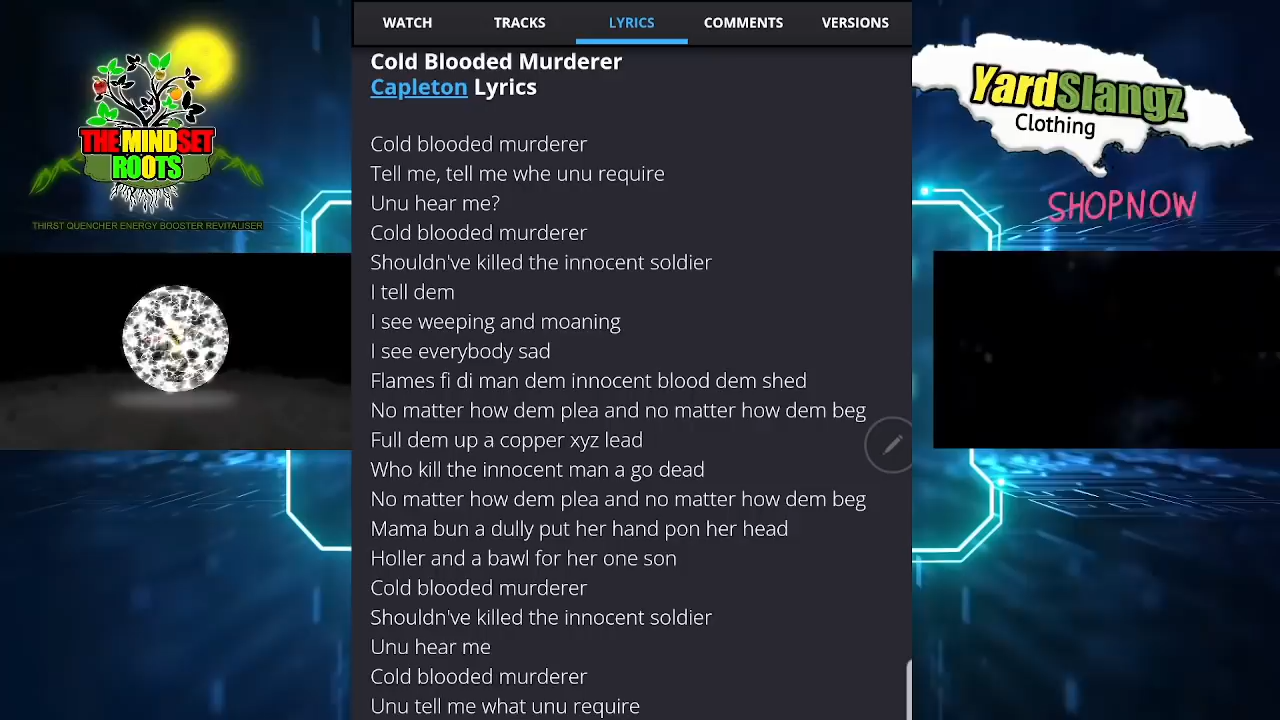 WATCH
TRACKS
LYRICS
COMMENTS
VERSIONS
Cold Blooded Murderer
Capleton Lyrics
Cold blooded murderer
Tell me, tell me whe unu require
Unu hear me?
Cold blooded murderer
Shouldn've killed the innocent soldier
I tell dem
I see weeping and moaning
I see everybody sad
Flames fi di man dem innocent blood dem shed
No matter how dem plea and no matter how dem beg
Full dem up a copper xyz lead
Who kill the innocent man a go dead
No matter how dem plea and no matter how dem beg
Mama bun a dully put her hand pon her head
Holler and a bawl for her one son
Cold blooded murderer
Shouldn've killed the innocent soldier
Unu hear me
Cold blooded murderer
Unu tell me what unu require
THE MINDSET
ROOTS
THIRST QUENCHER ENERGY BOOSTER REVITALISER
YardSlangz
Clothing
SHOPNOW